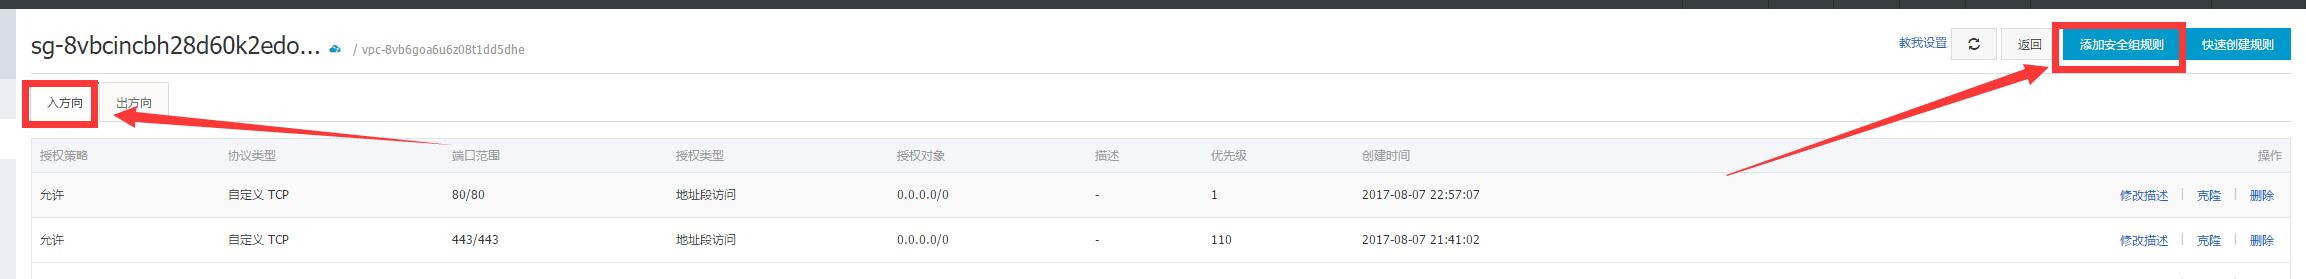 sg-8vbcincbh28d60k2edo... / vpc-8vb6goa6u6z08t1dd5dhe 教我设置 返回 添加安全组规则 快速创建规则
入方向 出方向
授权策略 协议类型 端口范围 授权类型 授权对象 描述 优先级 创建时间 操作
允许 自定义 TCP 80/80 地址段访问 0.0.0.0/0 - 1 2017-08-07 22:57:07 修改描述 | 克隆 | 删除
允许 自定义 TCP 443/443 地址段访问 0.0.0.0/0 - 110 2017-08-07 21:41:02 修改描述 | 克隆 | 删除